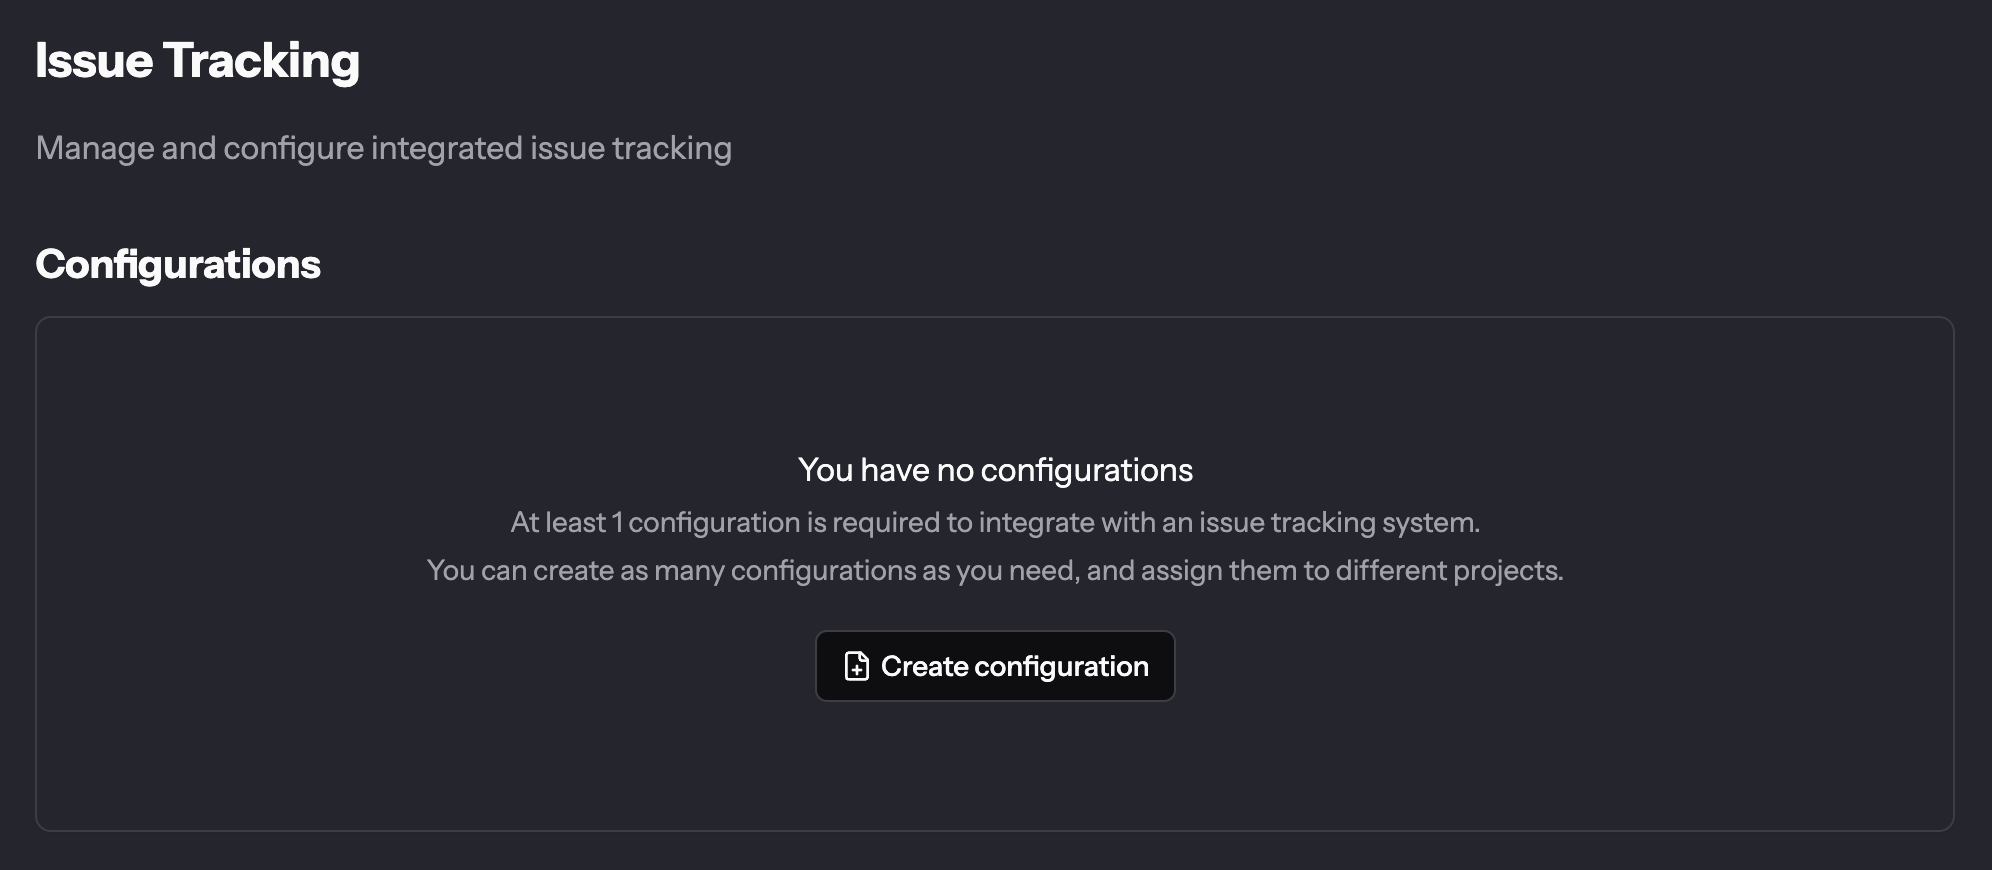 Issue Tracking
Manage and configure integrated issue tracking
Configurations
You have no configurations
At least 1 configuration is required to integrate with an issue tracking system.
You can create as many configurations as you need, and assign them to different projects.
Create configuration